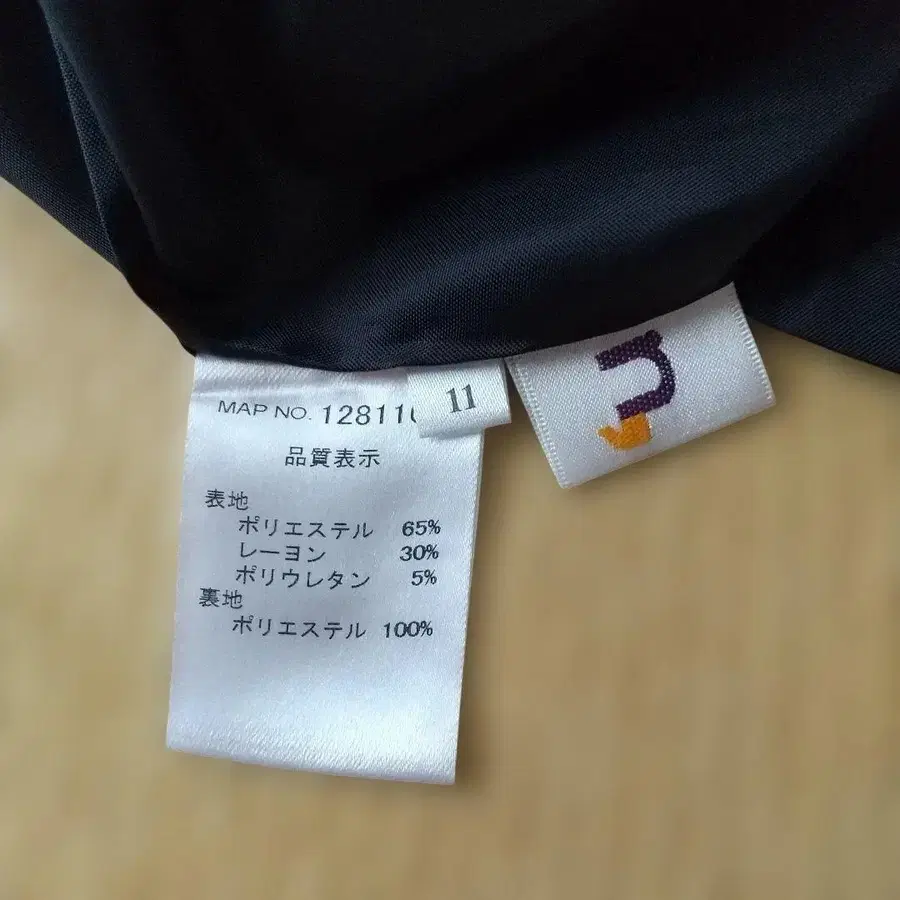 MAP NO. 12811
11
品質表示
表地
ポリエステル 65%
レーヨン 30%
ポリウレタン 5%
裏地
ポリエステル 100%